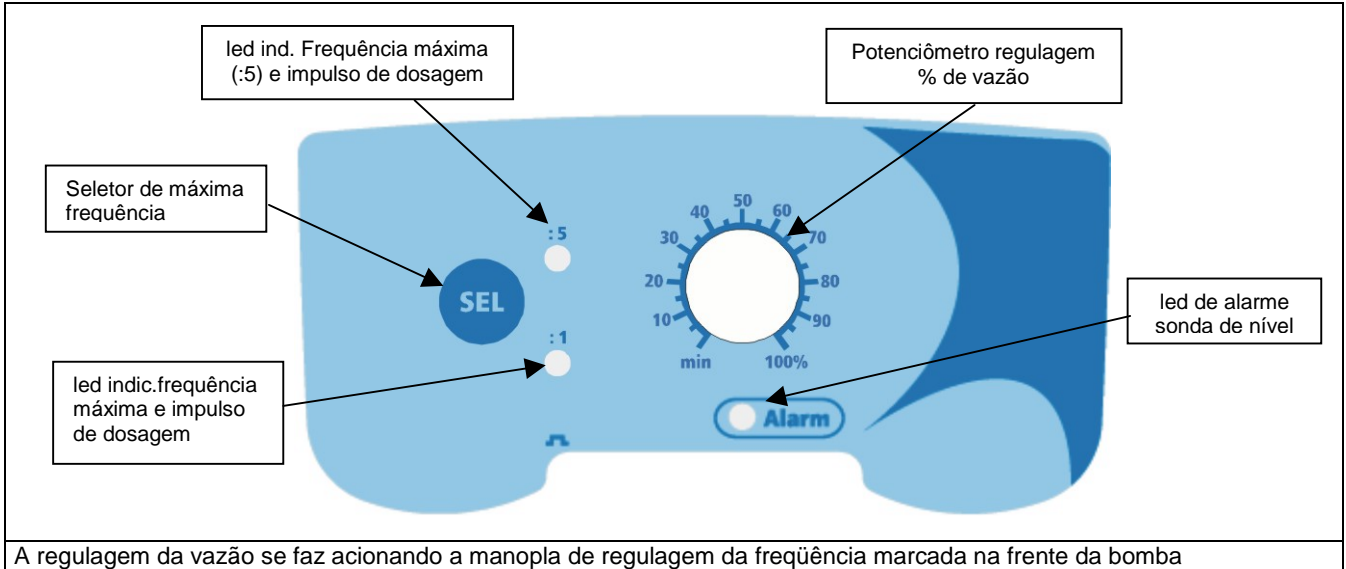 led ind. Frequência máxima
(:5) e impulso de dosagem
Potenciômetro regulagem
% de vazão
Seletor de máxima
frequência
led de alarme
sonda de nível
led indic.frequência
máxima e impulso
de dosagem
SEL
:5
:1
min
10
20
30
40
50
60
70
80
90
100%
Alarm
A regulagem da vazão se faz acionando a manopla de regulagem da freqüência marcada na frente da bomba